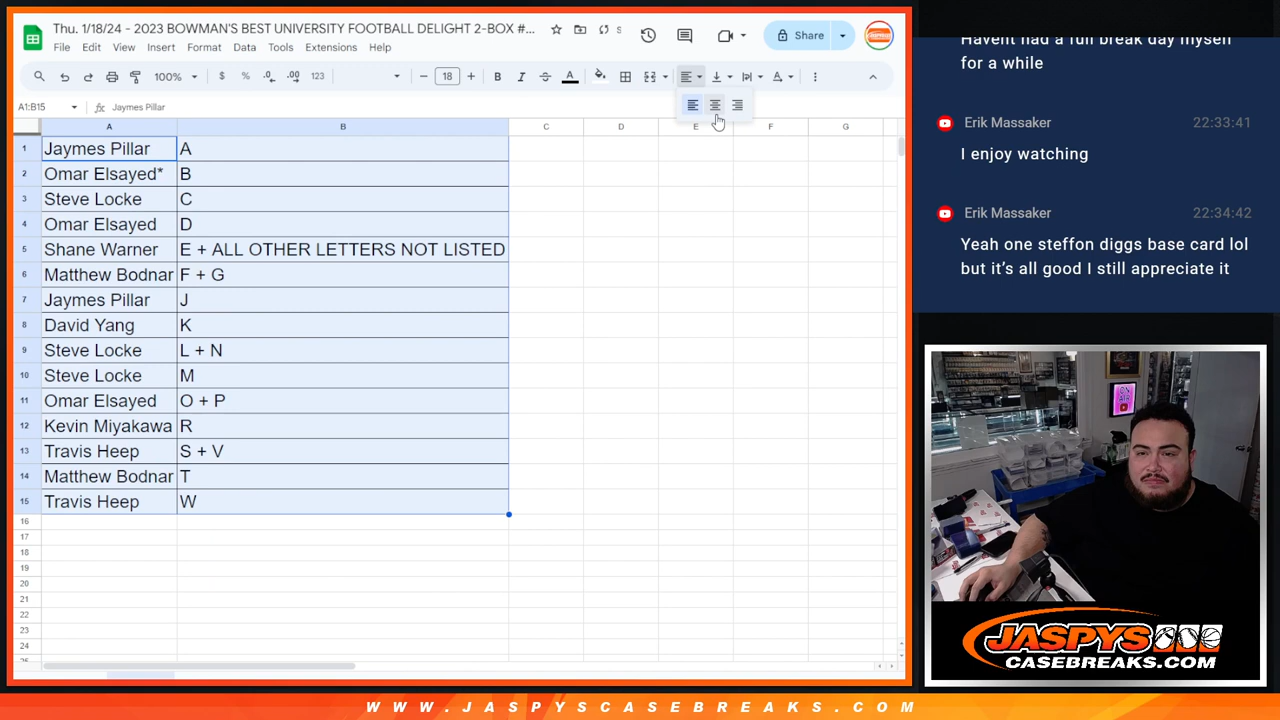 Thu. 1/18/24 - 2023 BOWMAN'S BEST UNIVERSITY FOOTBALL DELIGHT 2-BOX #...
Share
File Edit View Insert Format Data Tools Extensions Help
100% $ % .0 .00 123 18 B I S A
A1:B15 fx Jaymes Pillar
A B C D E F G
1 Jaymes Pillar A
2 Omar Elsayed* B
3 Steve Locke C
4 Omar Elsayed D
5 Shane Warner E + ALL OTHER LETTERS NOT LISTED
6 Matthew Bodnar F + G
7 Jaymes Pillar J
8 David Yang K
9 Steve Locke L + N
10 Steve Locke M
11 Omar Elsayed O + P
12 Kevin Miyakawa R
13 Travis Heep S + V
14 Matthew Bodnar T
15 Travis Heep W
16
17
18
19
20
21
22
23
24
Havent had a full break day myself
for a while
Erik Massaker 22:33:41
I enjoy watching
Erik Massaker 22:34:42
Yeah one steffon diggs base card lol
but it's all good I still appreciate it
ON
AIR
JASPYS
CASEBREAKS.COM
WWW.JASPYSCASEBREAKS.COM